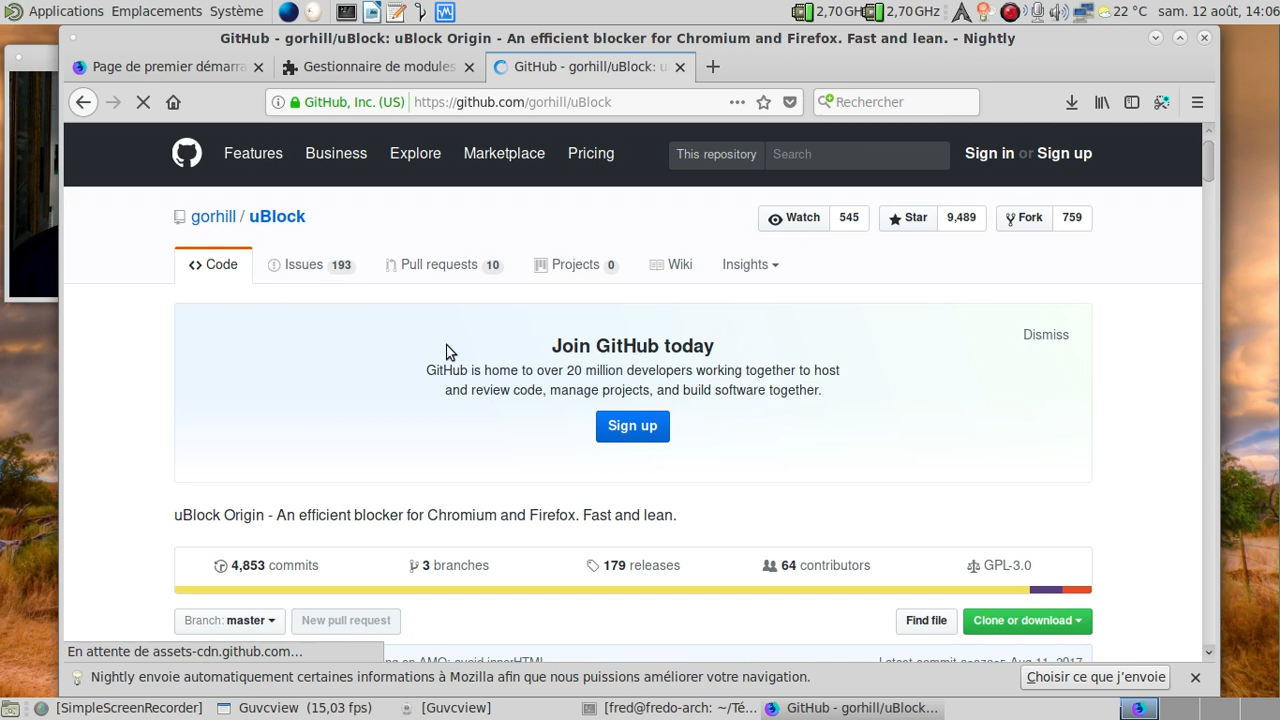 Applications Emplacements Système 2,70 GHz 2,70 GHz 22 °C sam. 12 août, 14:06
GitHub - gorhill/uBlock: uBlock Origin - An efficient blocker for Chromium and Firefox. Fast and lean. - Nightly
Page de premier démarra Gestionnaire de modules GitHub - gorhill/uBlock: u
GitHub, Inc. (US) https://github.com/gorhill/uBlock Rechercher
Features Business Explore Marketplace Pricing This repository Search Sign in or Sign up
gorhill / uBlock Watch 545 Star 9,489 Fork 759
Code Issues 193 Pull requests 10 Projects 0 Wiki Insights
Join GitHub today
Dismiss
GitHub is home to over 20 million developers working together to host
and review code, manage projects, and build software together.
Sign up
uBlock Origin - An efficient blocker for Chromium and Firefox. Fast and lean.
4,853 commits 3 branches 179 releases 64 contributors GPL-3.0
Branch: master New pull request Find file Clone or download
En attente de assets-cdn.github.com... on AMO: avoid innerHTML Latest commit Aug 11, 2017
Nightly envoie automatiquement certaines informations à Mozilla afin que nous puissions améliorer votre navigation. Choisir ce que j'envoie
[SimpleScreenRecorder] Guvcview (15,03 fps) [Guvcview] [fred@fredo-arch: ~/Té... GitHub - gorhill/uBlock...